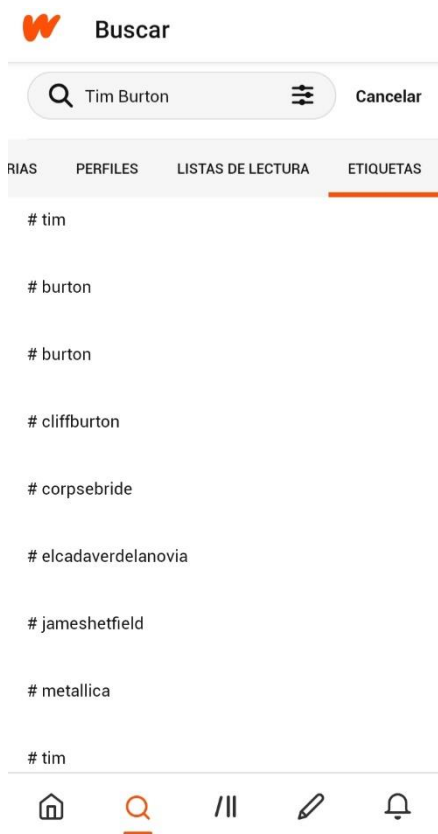 Buscar
Tim Burton Cancelar
RIAS PERFILES LISTAS DE LECTURA ETIQUETAS
# tim
# burton
# burton
# cliffburton
# corpsebride
# elcadaverdelanovia
# jameshetfield
# metallica
# tim